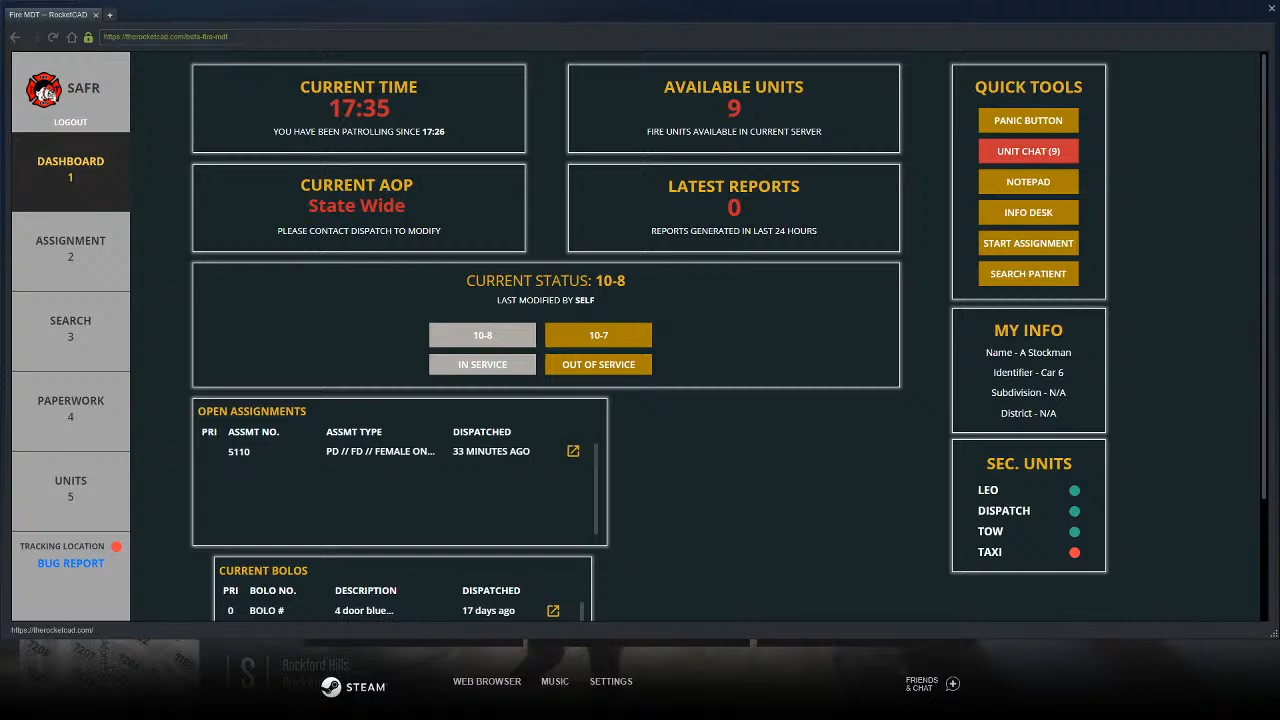 Fire MDT – RocketCAD
https://therocketcad.com/beta-fire-mdt
SAFR
LOGOUT
DASHBOARD
1
ASSIGNMENT
2
SEARCH
3
PAPERWORK
4
UNITS
5
TRACKING LOCATION
BUG REPORT
CURRENT TIME
17:35
YOU HAVE BEEN PATROLLING SINCE 17:26
AVAILABLE UNITS
9
FIRE UNITS AVAILABLE IN CURRENT SERVER
CURRENT AOP
State Wide
PLEASE CONTACT DISPATCH TO MODIFY
LATEST REPORTS
0
REPORTS GENERATED IN LAST 24 HOURS
CURRENT STATUS: 10-8
LAST MODIFIED BY SELF
10-8 10-7
IN SERVICE OUT OF SERVICE
OPEN ASSIGNMENTS
PRI ASSMT NO. ASSMT TYPE DISPATCHED
5110 PD // FD // FEMALE ON... 33 MINUTES AGO
CURRENT BOLOS
PRI BOLO NO. DESCRIPTION DISPATCHED
0 BOLO # 4 door blue... 17 days ago
QUICK TOOLS
PANIC BUTTON
UNIT CHAT (9)
NOTEPAD
INFO DESK
START ASSIGNMENT
SEARCH PATIENT
MY INFO
Name - A Stockman
Identifier - Car 6
Subdivision - N/A
District - N/A
SEC. UNITS
LEO
DISPATCH
TOW
TAXI
https://therocketcad.com/
Rockford Hills
STEAM
WEB BROWSER MUSIC SETTINGS
FRIENDS
& CHAT